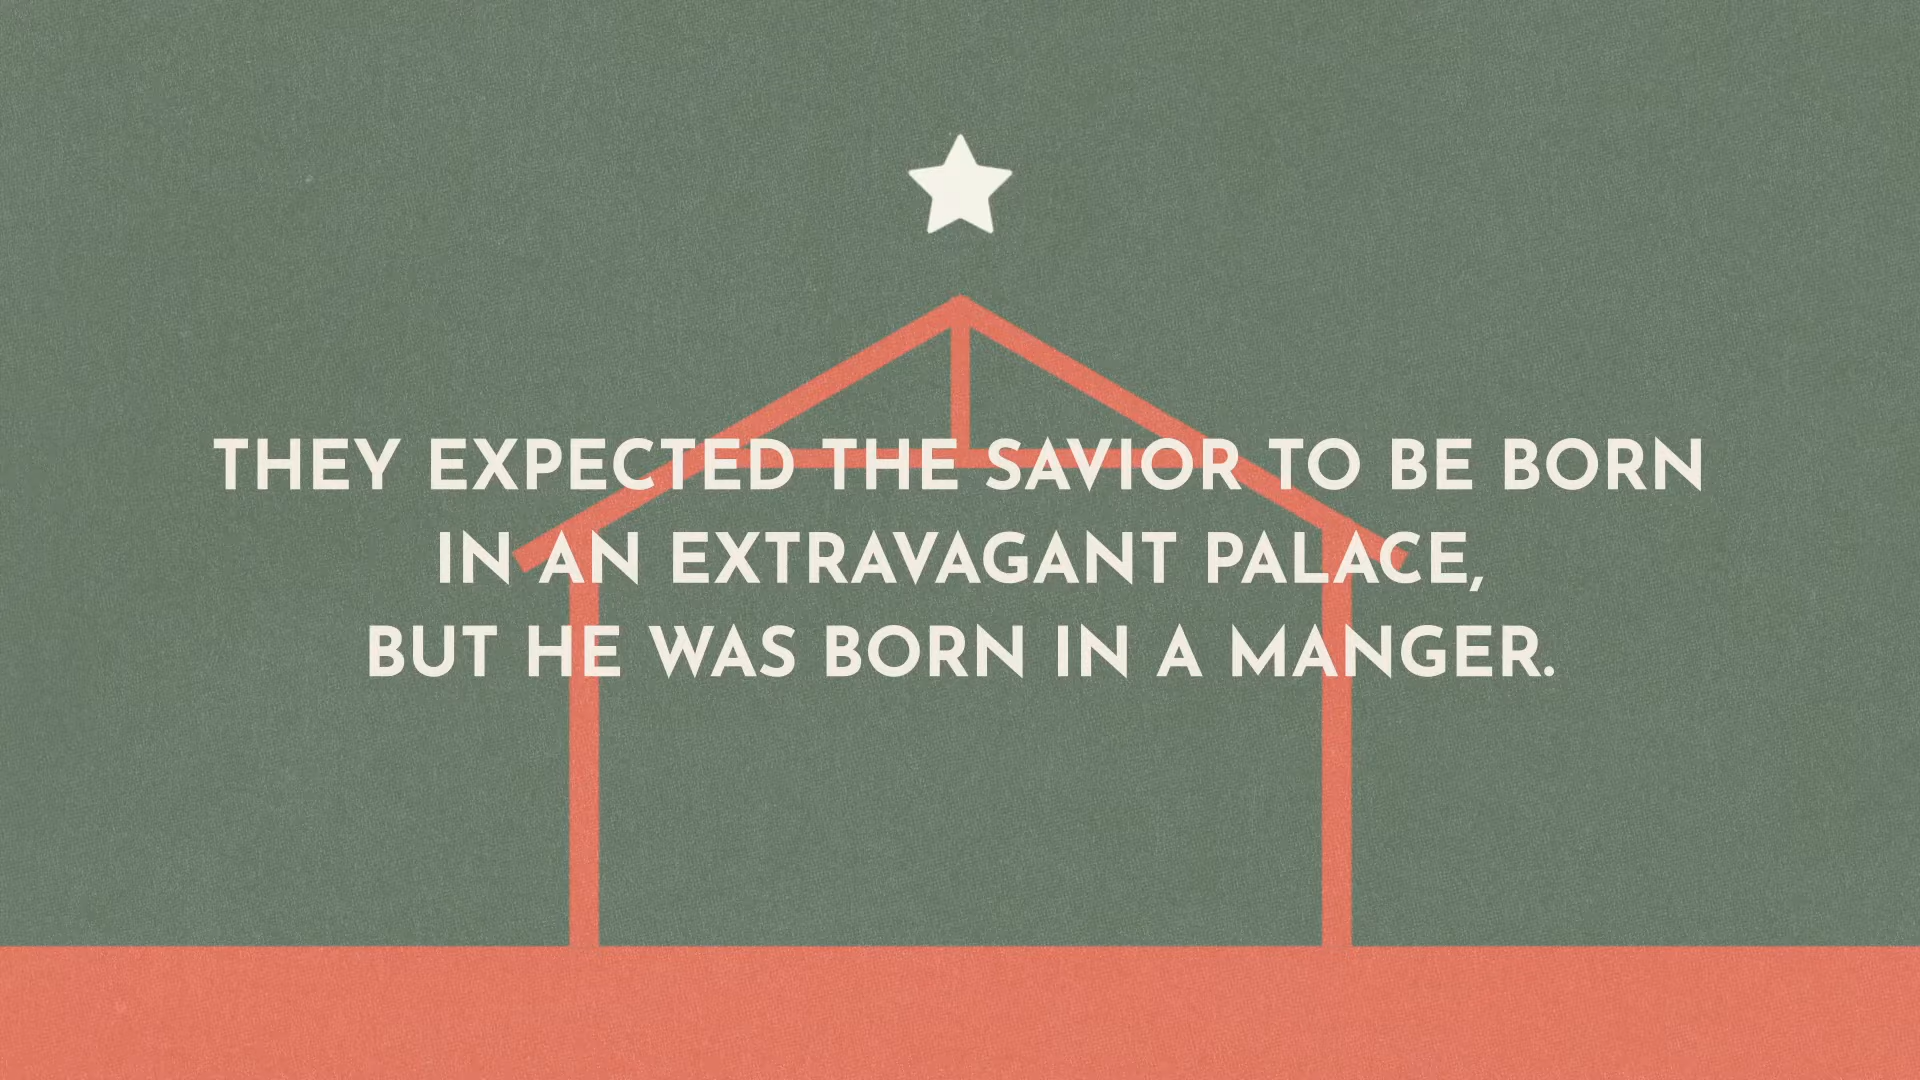 THEY EXPECTED THE SAVIOR TO BE BORN
IN AN EXTRAVAGANT PALACE,
BUT HE WAS BORN IN A MANGER.